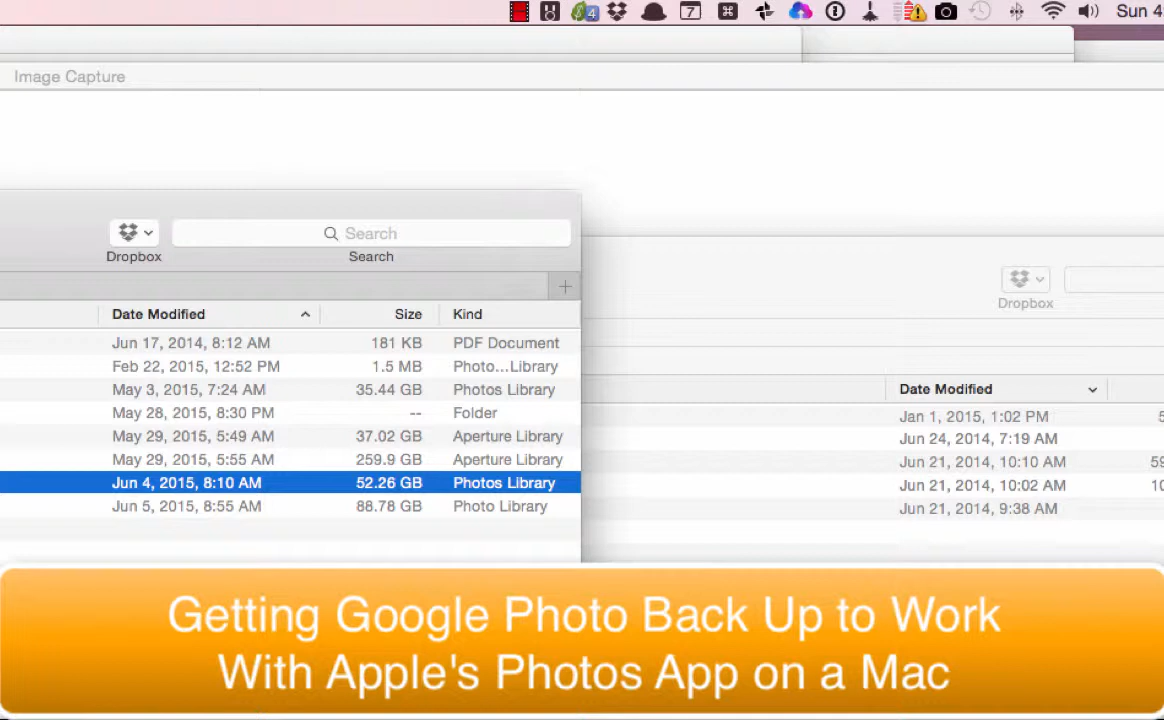 4 7 Sun 4
Image Capture
Search
Dropbox Search
Dropbox
Date Modified Size Kind
Jun 17, 2014, 8:12 AM 181 KB PDF Document
Feb 22, 2015, 12:52 PM 1.5 MB Photo...Library
May 3, 2015, 7:24 AM 35.44 GB Photos Library
May 28, 2015, 8:30 PM -- Folder
May 29, 2015, 5:49 AM 37.02 GB Aperture Library
May 29, 2015, 5:55 AM 259.9 GB Aperture Library
Jun 4, 2015, 8:10 AM 52.26 GB Photos Library
Jun 5, 2015, 8:55 AM 88.78 GB Photo Library
Date Modified
Jan 1, 2015, 1:02 PM 5
Jun 24, 2014, 7:19 AM
Jun 21, 2014, 10:10 AM 59
Jun 21, 2014, 10:02 AM 10
Jun 21, 2014, 9:38 AM
Getting Google Photo Back Up to Work
With Apple's Photos App on a Mac